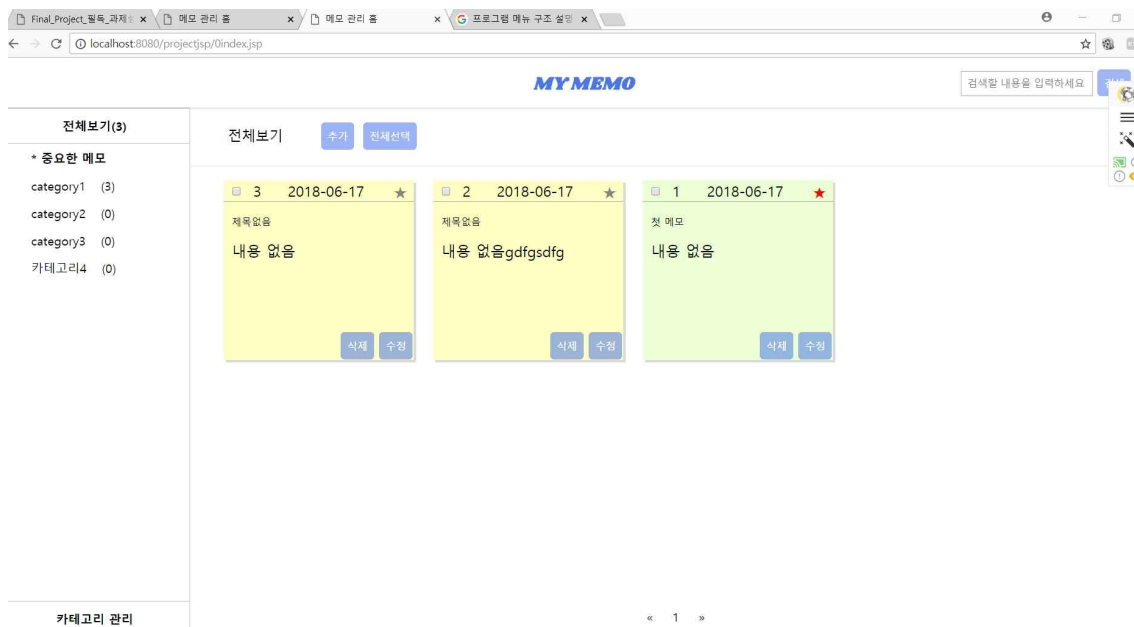 Final_Project_필독_과제
메모 관리 홈
메모 관리 홈
프로그램 메뉴 구조 설명
localhost:8080/projectjsp/0index.jsp
MY MEMO
검색할 내용을 입력하세요
전체보기(3)
* 중요한 메모
category1 (3)
category2 (0)
category3 (0)
카테고리4 (0)
카테고리 관리
전체보기 추가 전체선택
3 2018-06-17 ★
제목없음
내용 없음
삭제 수정
2 2018-06-17 ★
제목없음
내용 없음gdfgsdfg
삭제 수정
1 2018-06-17 ★
첫 메모
내용 없음
삭제 수정
« 1 »